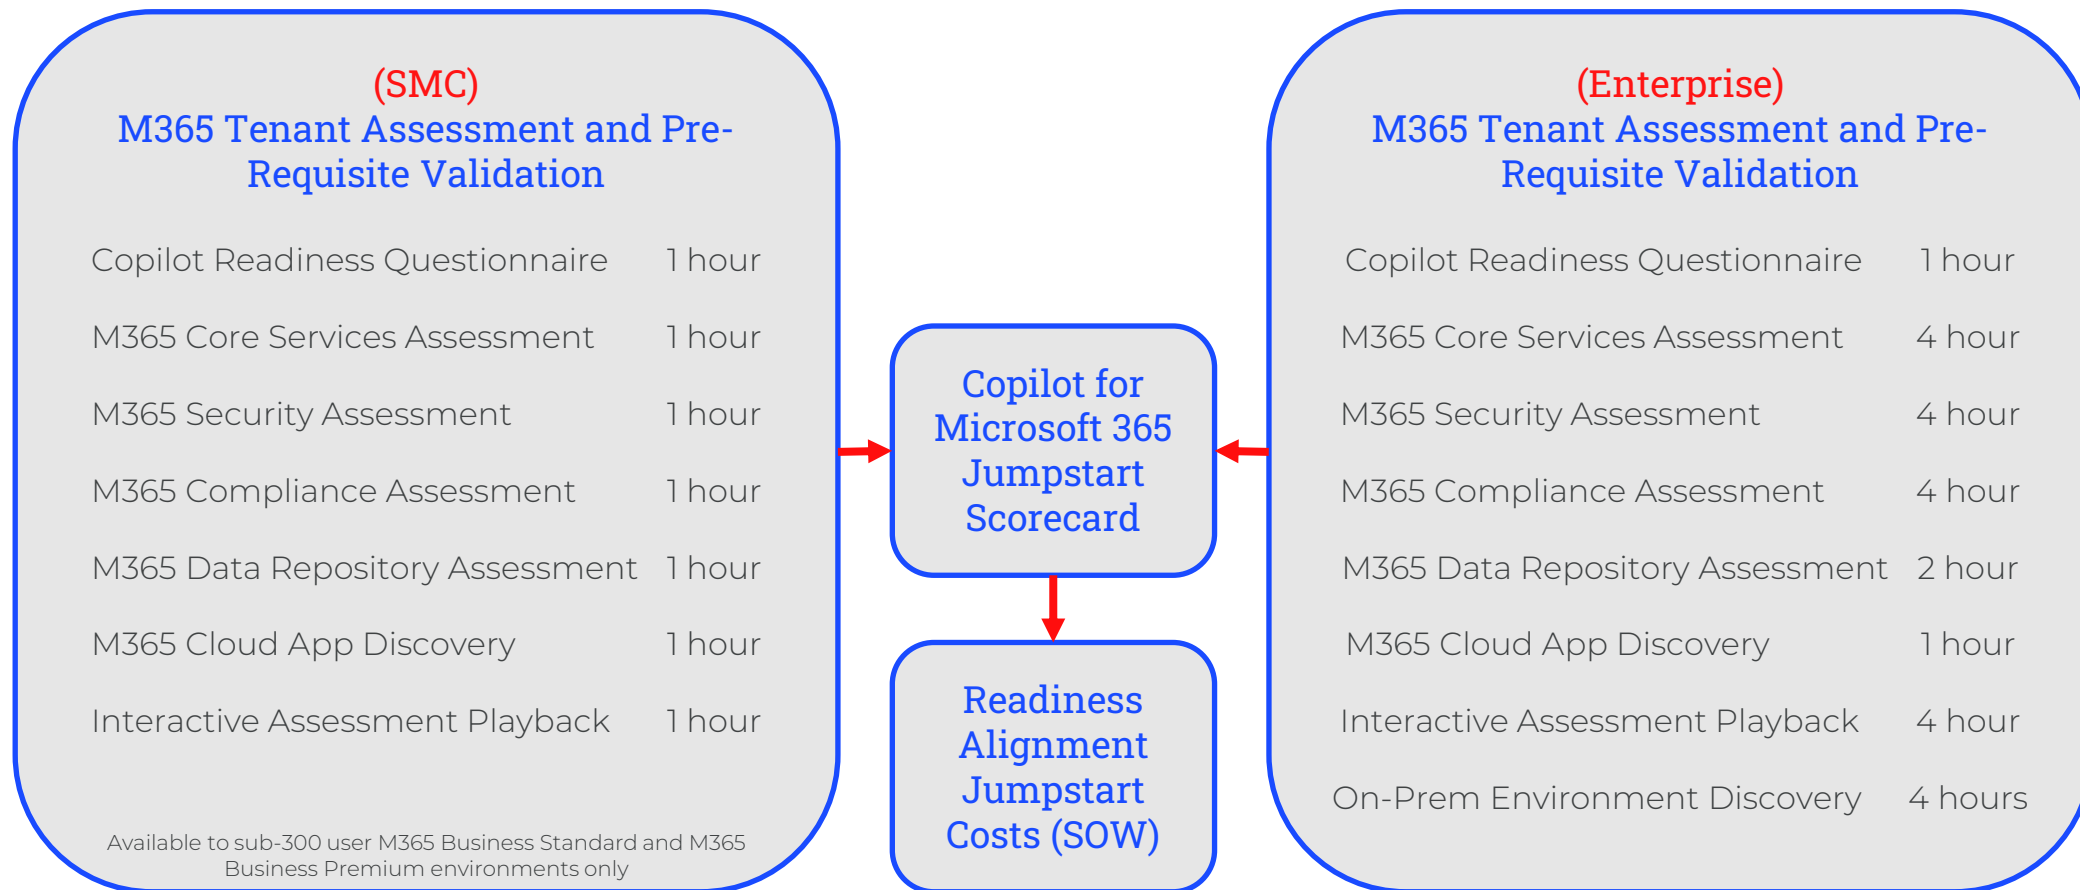 (SMC)
M365 Tenant Assessment and Pre-
Requisite Validation
Copilot Readiness Questionnaire 1 hour
M365 Core Services Assessment 1 hour
M365 Security Assessment 1 hour
M365 Compliance Assessment 1 hour
M365 Data Repository Assessment 1 hour
M365 Cloud App Discovery 1 hour
Interactive Assessment Playback 1 hour
Available to sub-300 user M365 Business Standard and M365
Business Premium environments only
Copilot for
Microsoft 365
Jumpstart
Scorecard
Readiness
Alignment
Jumpstart
Costs (SOW)
(Enterprise)
M365 Tenant Assessment and Pre-
Requisite Validation
Copilot Readiness Questionnaire 1 hour
M365 Core Services Assessment 4 hour
M365 Security Assessment 4 hour
M365 Compliance Assessment 4 hour
M365 Data Repository Assessment 2 hour
M365 Cloud App Discovery 1 hour
Interactive Assessment Playback 4 hour
On-Prem Environment Discovery 4 hours